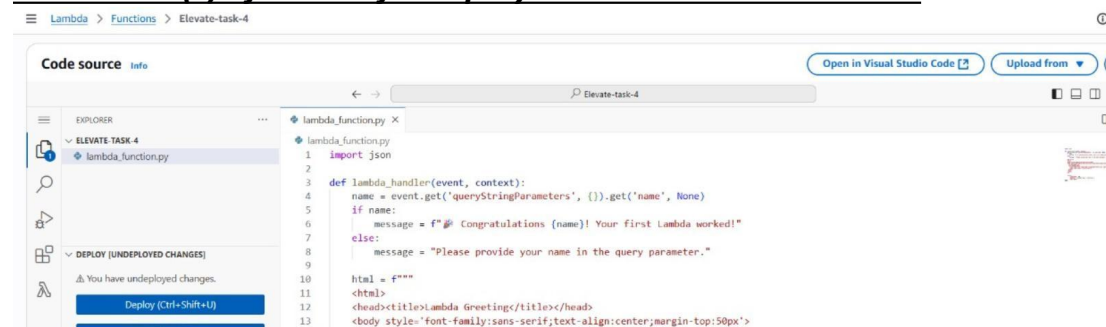 Lambda > Functions > Elevate-task-4
Code source Info
Open in Visual Studio Code
Upload from
Elevate-task-4
EXPLORER
ELEVATE-TASK-4
lambda_function.py
lambda_function.py
lambda_function.py
1 import json
2
3 def lambda_handler(event, context):
4 name = event.get('queryStringParameters', {}).get('name', None)
5 if name:
6 message = f"🎉 Congratulations {name}! Your first Lambda worked!"
7 else:
8 message = "Please provide your name in the query parameter."
9
10 html = f"""
11 <html>
12 <head><title>Lambda Greeting</title></head>
13 <body style='font-family:sans-serif;text-align:center;margin-top:50px'>
DEPLOY [UNDEPLOYED CHANGES]
You have undeployed changes.
Deploy (Ctrl+Shift+U)